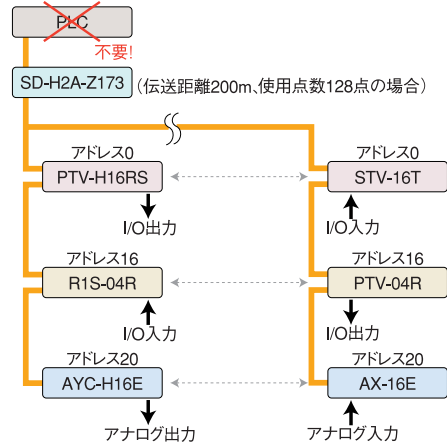 PLC
不要!
SD-H2A-Z173 (伝送距離200m、使用点数128点の場合)
アドレス0
PTV-H16RS
I/O出力
アドレス0
STV-16T
I/O入力
アドレス16
R1S-04R
I/O入力
アドレス16
PTV-04R
I/O出力
アドレス20
AYC-H16E
アナログ出力
アドレス20
AX-16E
アナログ入力